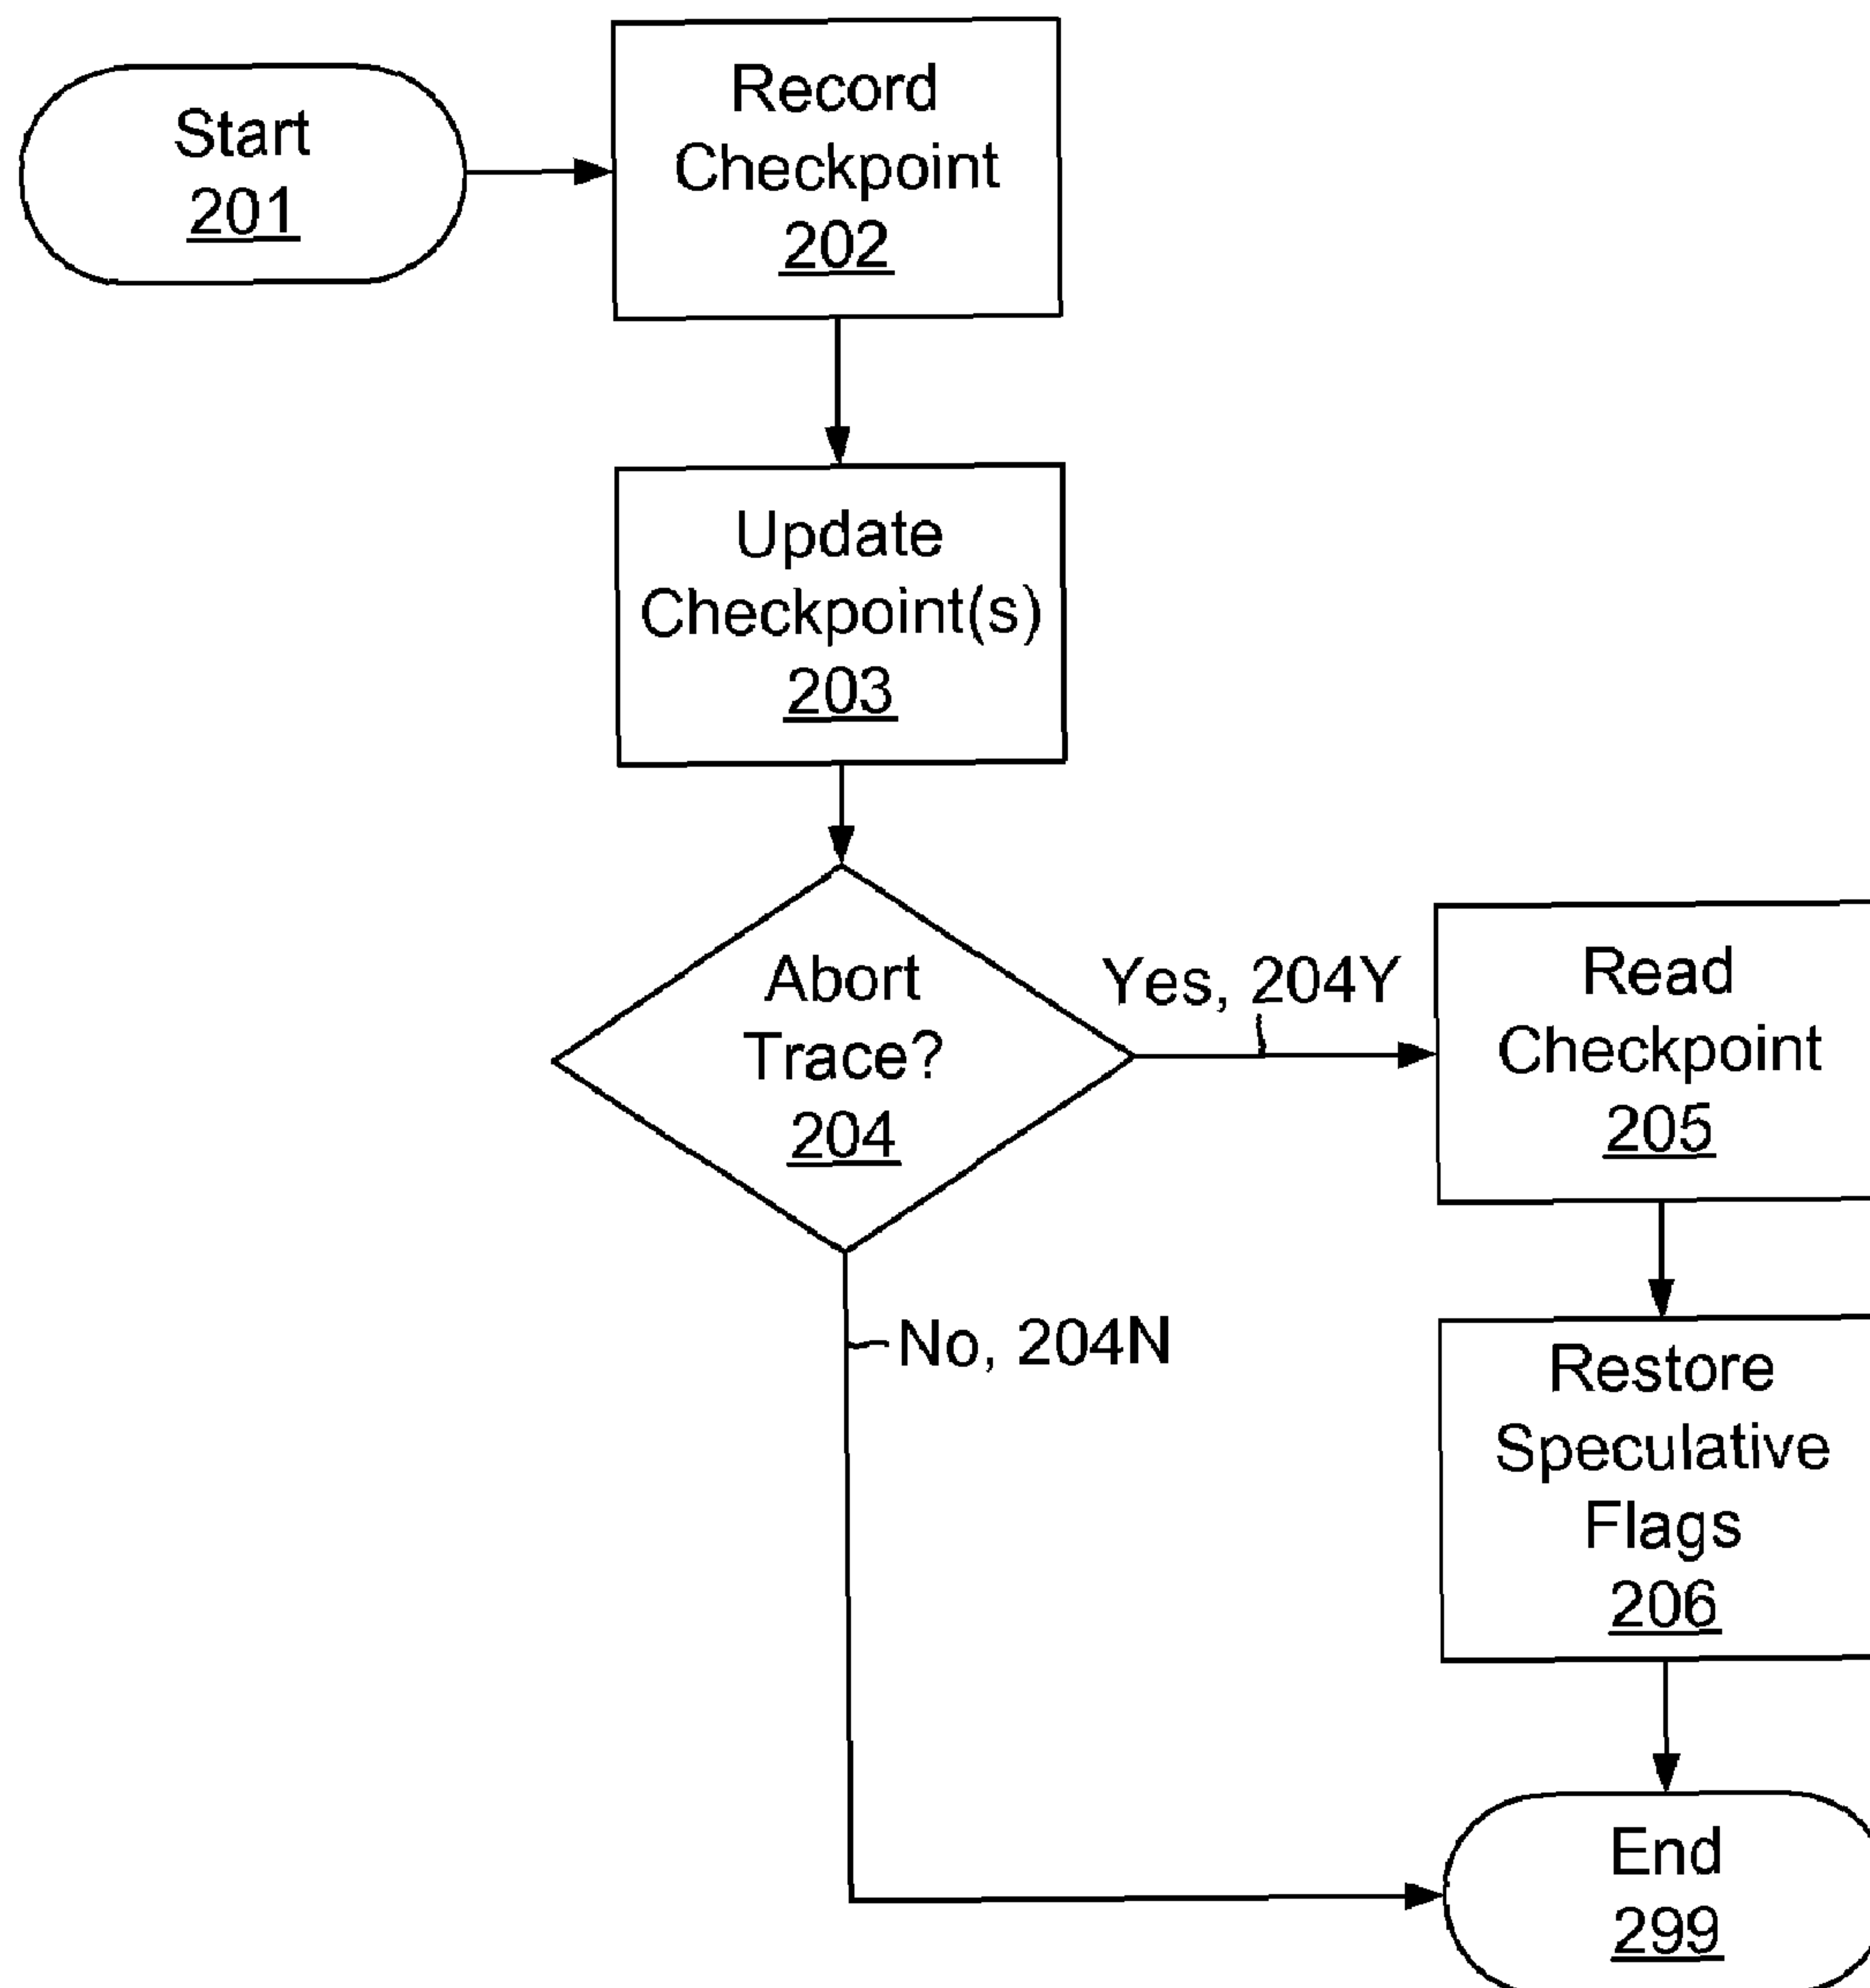 Start
201
Record
Checkpoint
202
Update
Checkpoint(s)
203
Abort
Trace?
204
Yes, 204Y
No, 204N
Read
Checkpoint
205
Restore
Speculative
Flags
206
End
299